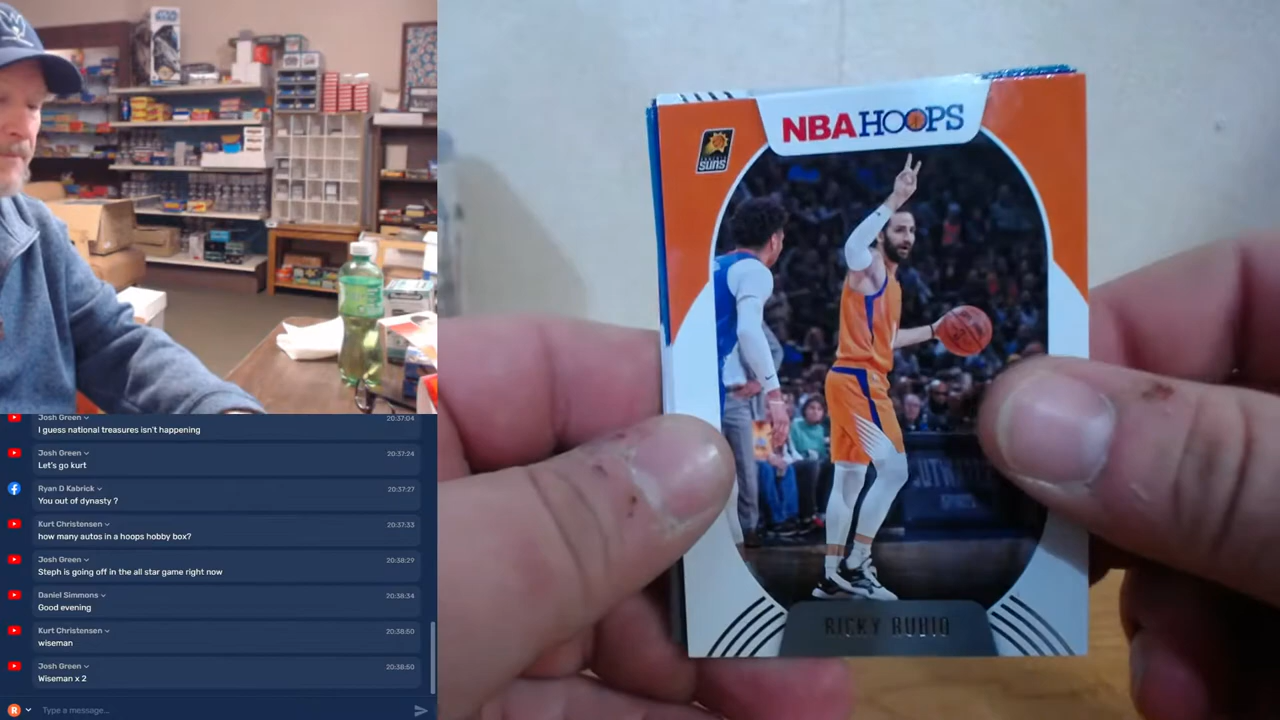 Josh Green
20:37:04
I guess national treasures isn't happening
Josh Green
20:37:24
Let's go kurt
Ryan D Kabrick
20:37:27
You out of dynasty ?
Kurt Christensen
20:37:33
how many autos in a hoops hobby box?
Josh Green
20:38:29
Steph is going off in the all star game right now
Daniel Simmons
20:38:34
Good evening
Kurt Christensen
20:38:50
wiseman
Josh Green
20:38:50
Wiseman x 2
R
Type a message...
NBA HOOPS
SUNS
RICKY RUBIO